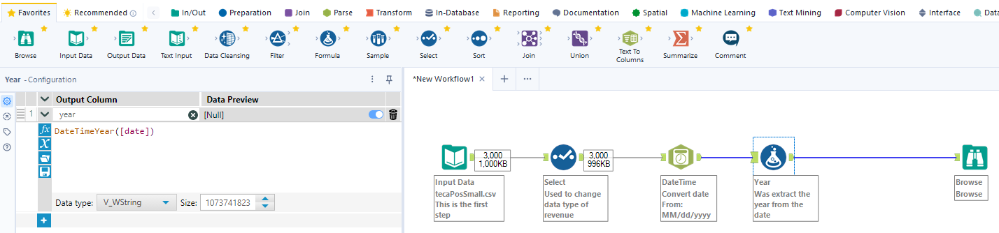 Favorites Recommended In/Out Preparation Join Parse Transform In-Database Reporting Documentation Spatial Machine Learning Text Mining Computer Vision Interface Data
Browse Input Data Output Data Text Input Data Cleansing Filter Formula Sample Select Sort Join Union Text To Columns Summarize Comment
Year - Configuration
Output Column Data Preview
1 year [Null]
fx DateTimeYear([date])
X
Data type: V_WString Size: 1073741823
+
*New Workflow1 × + ···
3,000
1,000KB
3,000
996KB
Input Data
tecaPosSmall.csv
This is the first
step
Select
Used to change
data type of
revenue
DateTime
Convert date
From:
MM/dd/yyyy
Year
Was extract the
year from the
date
Browse
Browse